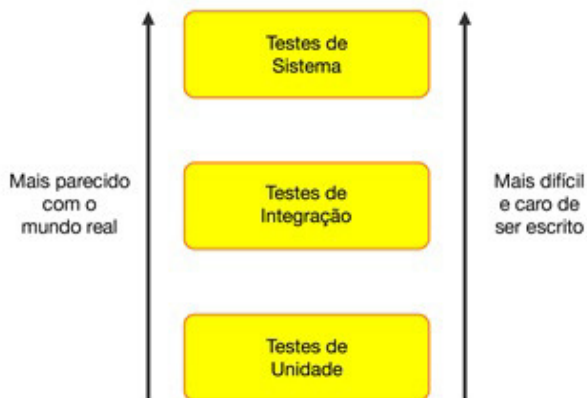 Testes de
Sistema
Mais parecido
com o
mundo real
Testes de
Integração
Mais difícil
e caro de
ser escrito
Testes de
Unidade